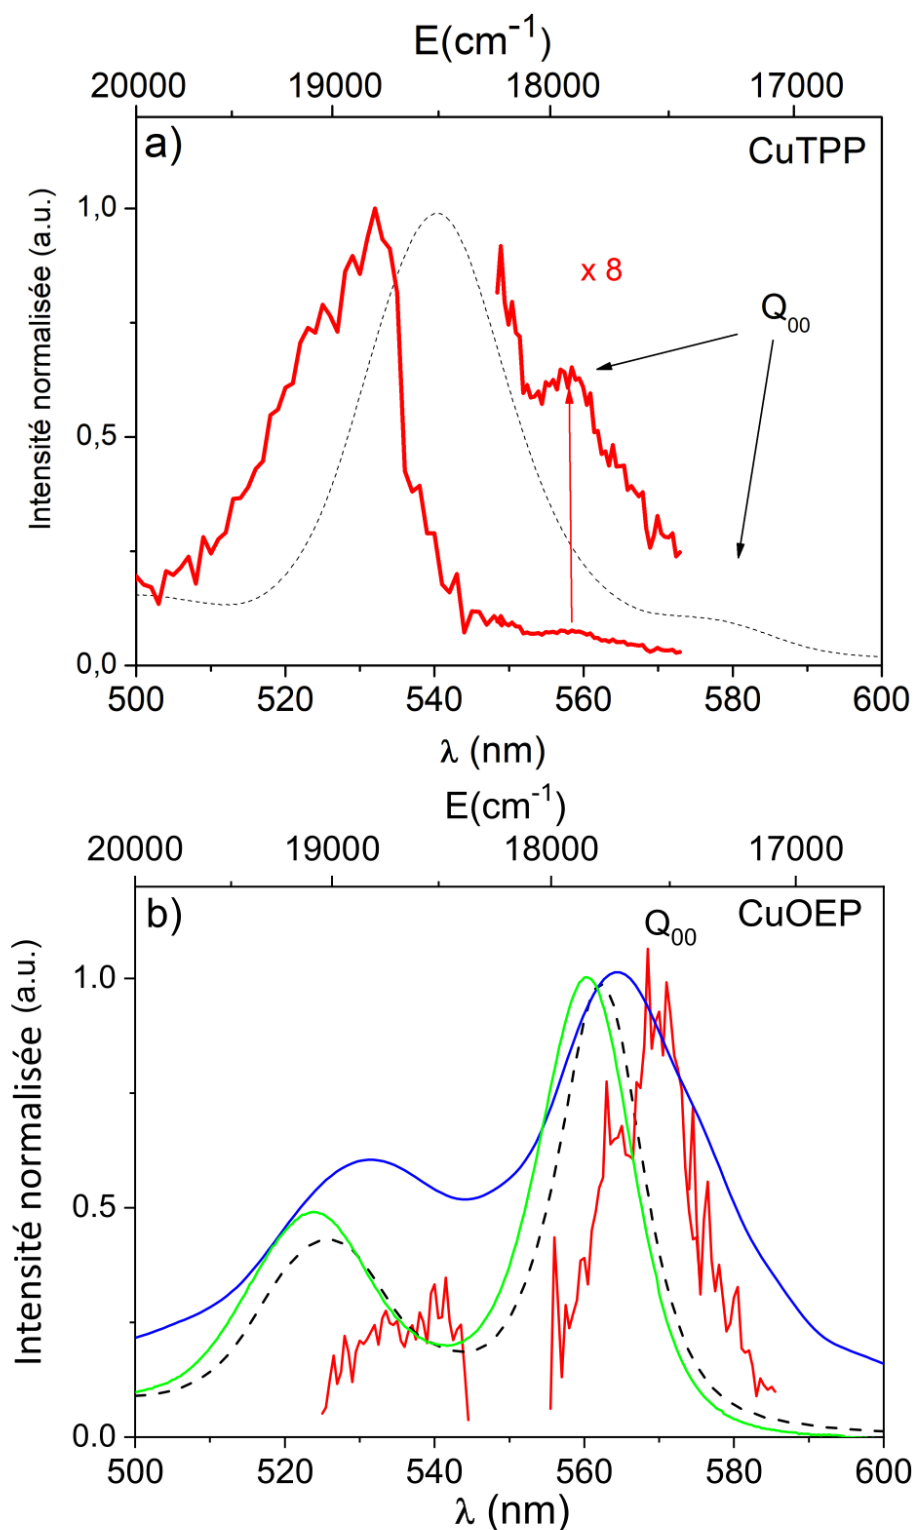 E(cm-1)
20000 19000 18000 17000
a) CuTPP
Intensité normalisée (a.u.)
1,0
x 8
Q00
0,5
0,0
500 520 540 560 580 600
λ (nm)
E(cm-1)
20000 19000 18000 17000
b) Q00 CuOEP
Intensité normalisée (a.u.)
1.0
0.5
0.0
500 520 540 560 580 600
λ (nm)